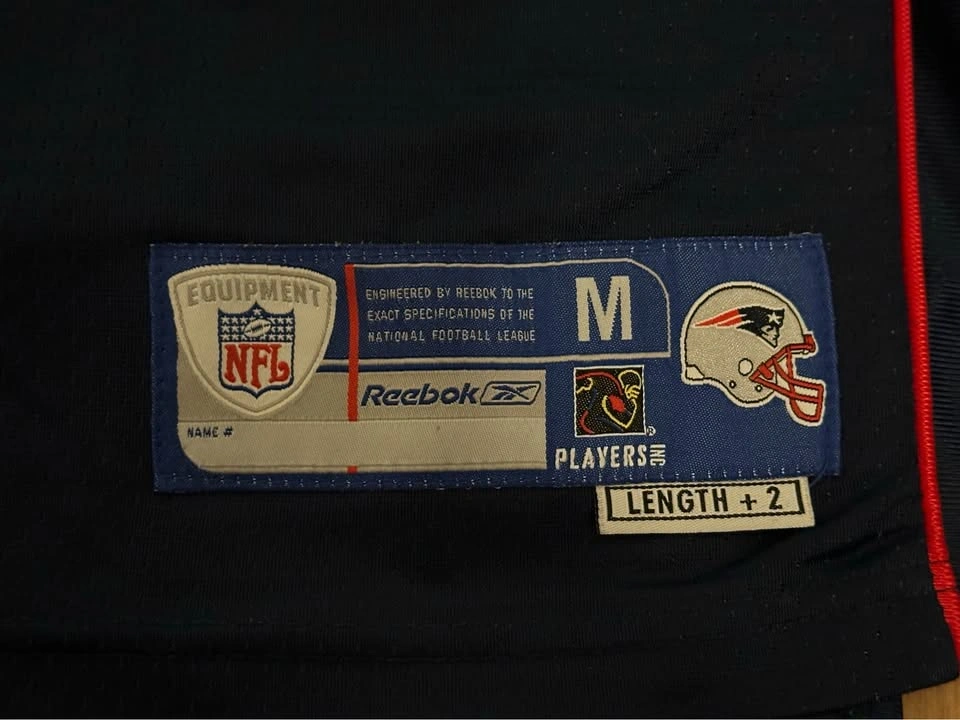 EQUIPMENT
NFL
ENGINEERED BY REEBOK TO THE
EXACT SPECIFICATIONS OF THE
NATIONAL FOOTBALL LEAGUE
M
Reebok
NAME #
PLAYERS INC
®
LENGTH + 2